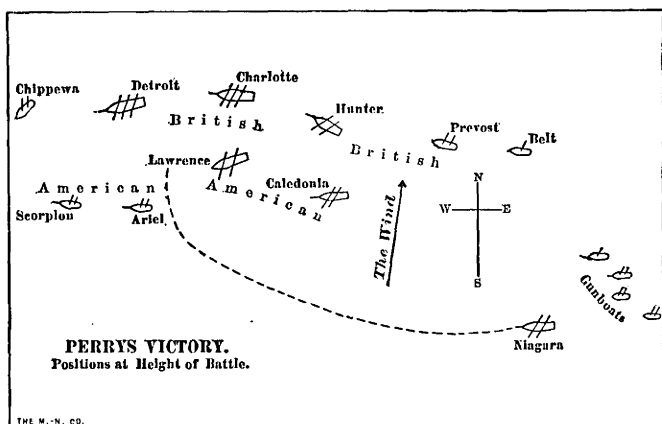 Charlotte
Detroit
Chippewa
Hunter.
British
Prevost
Belt
British
Lawrence
N
American
American
Caledonia
W E
Scorpion
Ariel.
The Wind
S
Gunboats
Niagara
PERRYS VICTORY.
Positions at Height of Battle.
THE M.-N. CO.